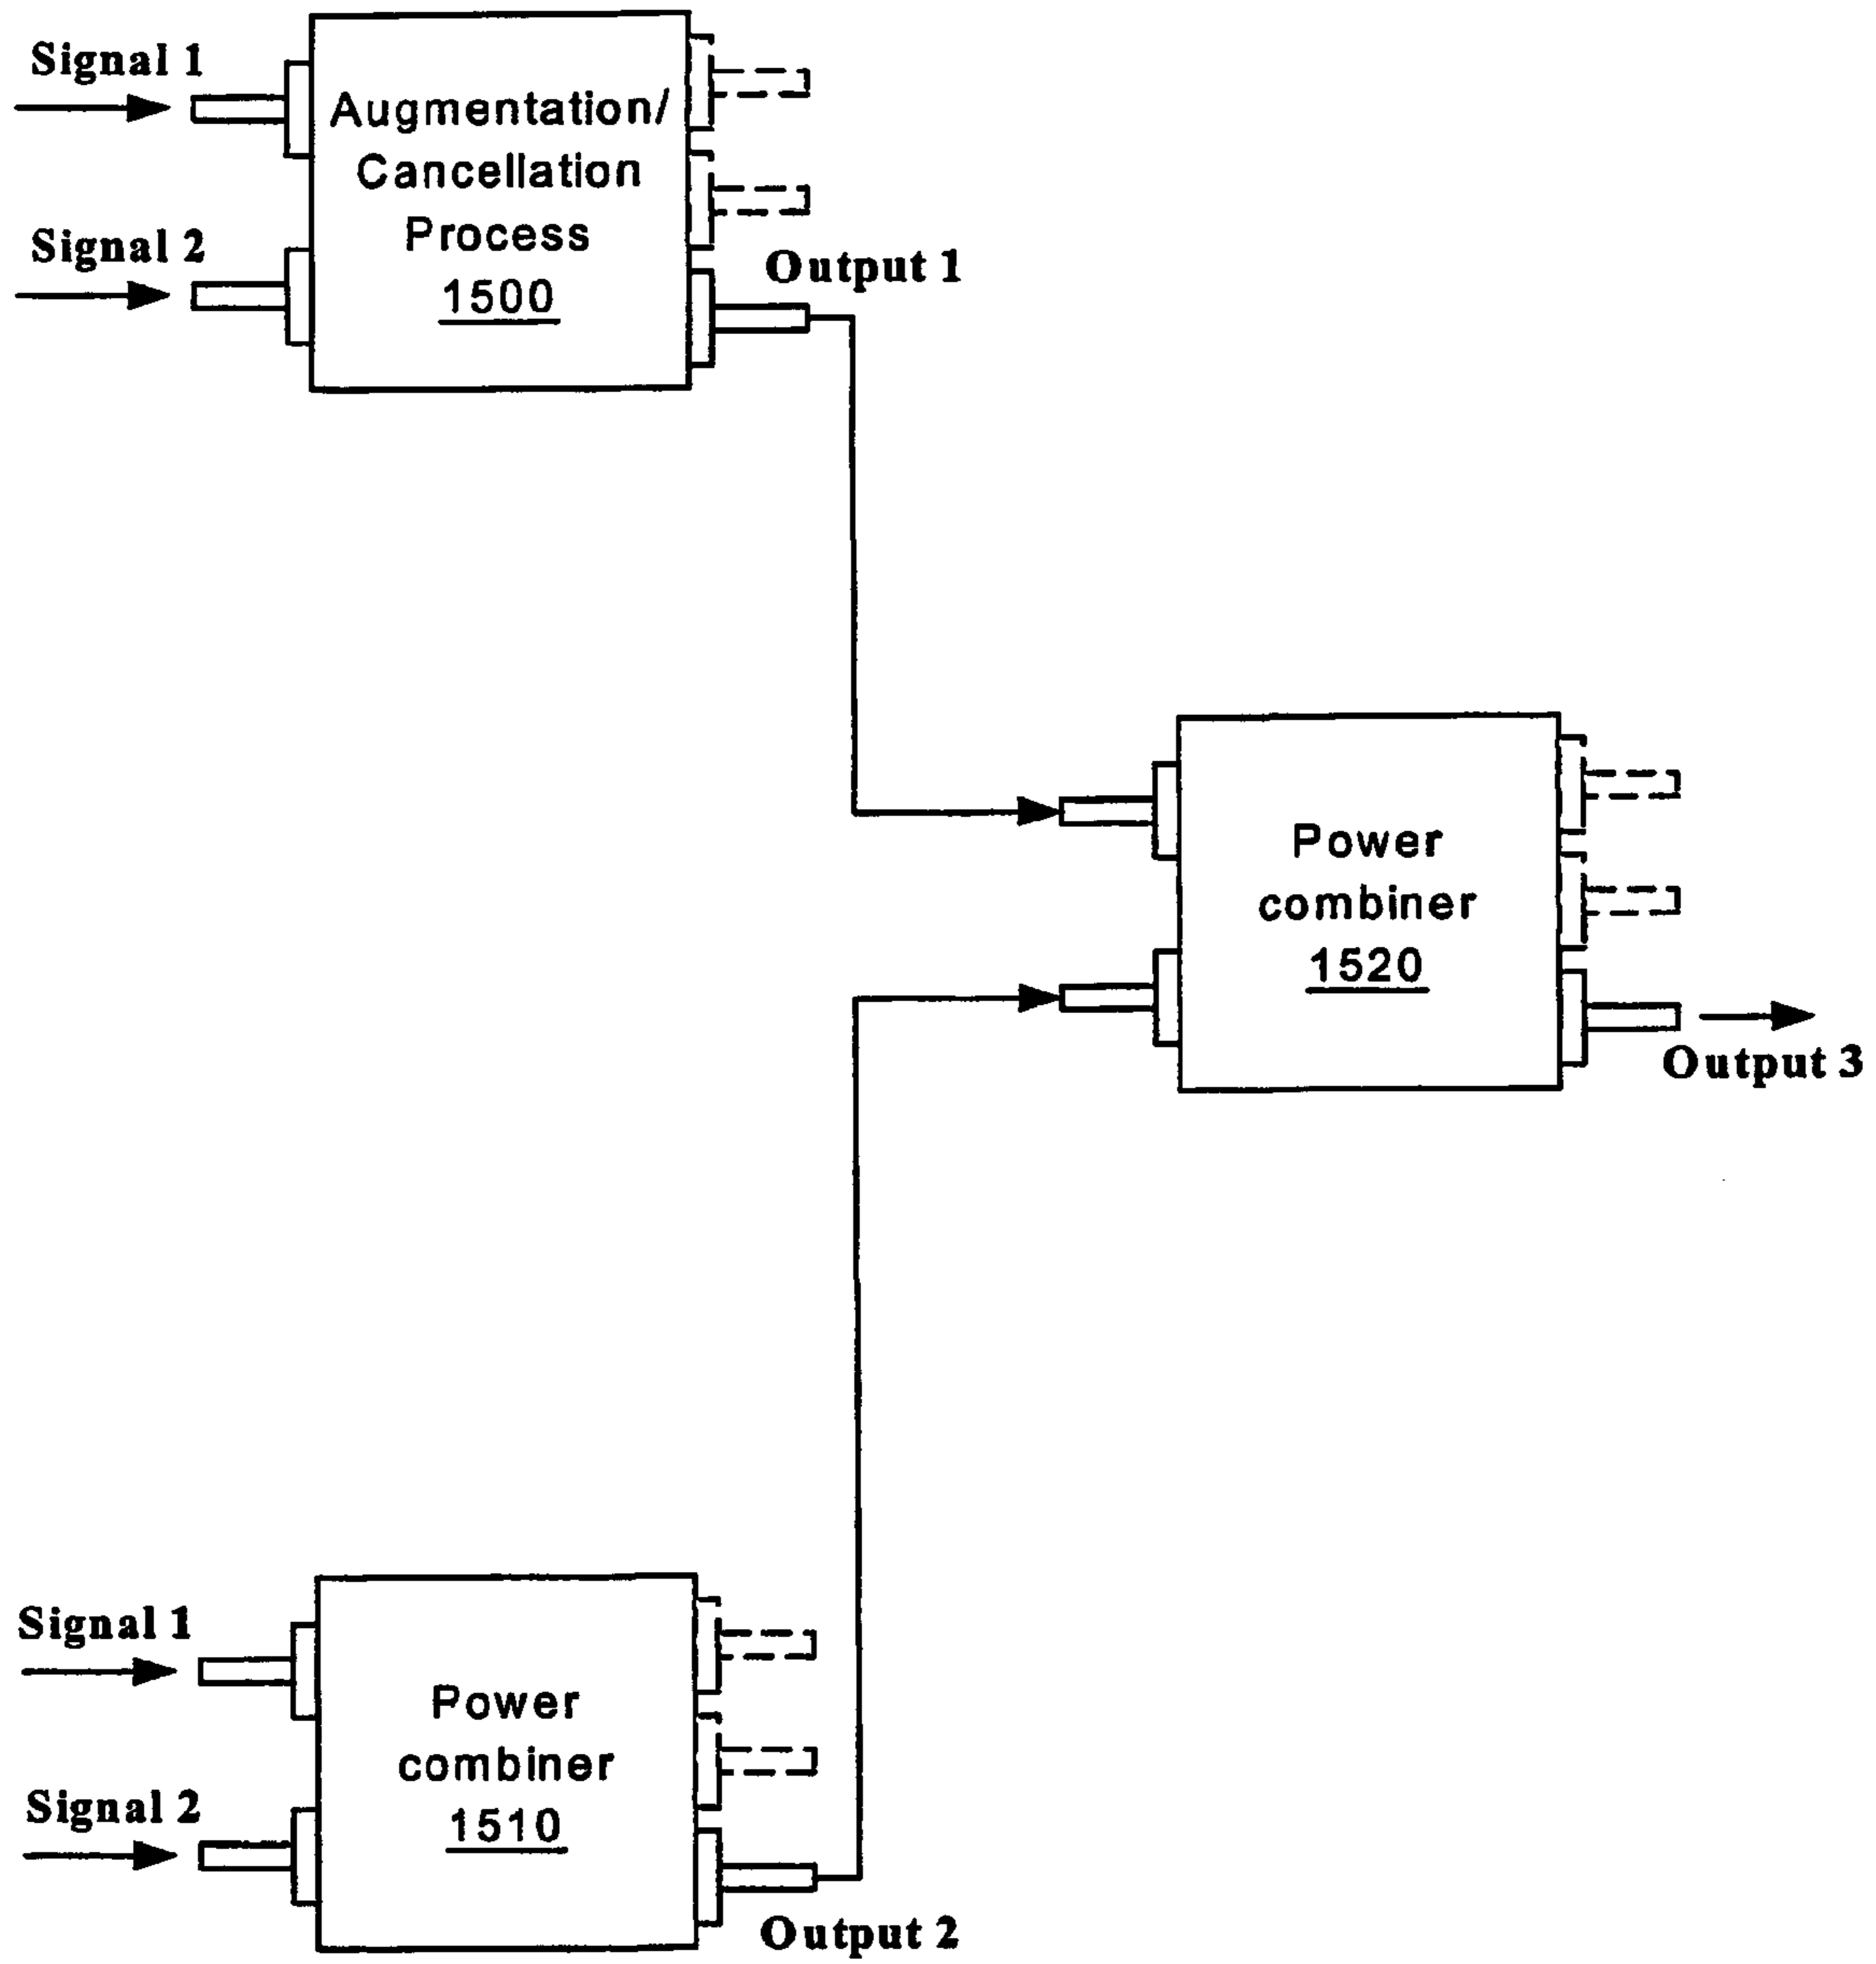 Signal 1
Signal 2
Augmentation/
Cancellation
Process
1500
Output 1
Power
combiner
1520
Output 3
Signal 1
Signal 2
Power
combiner
1510
Output 2